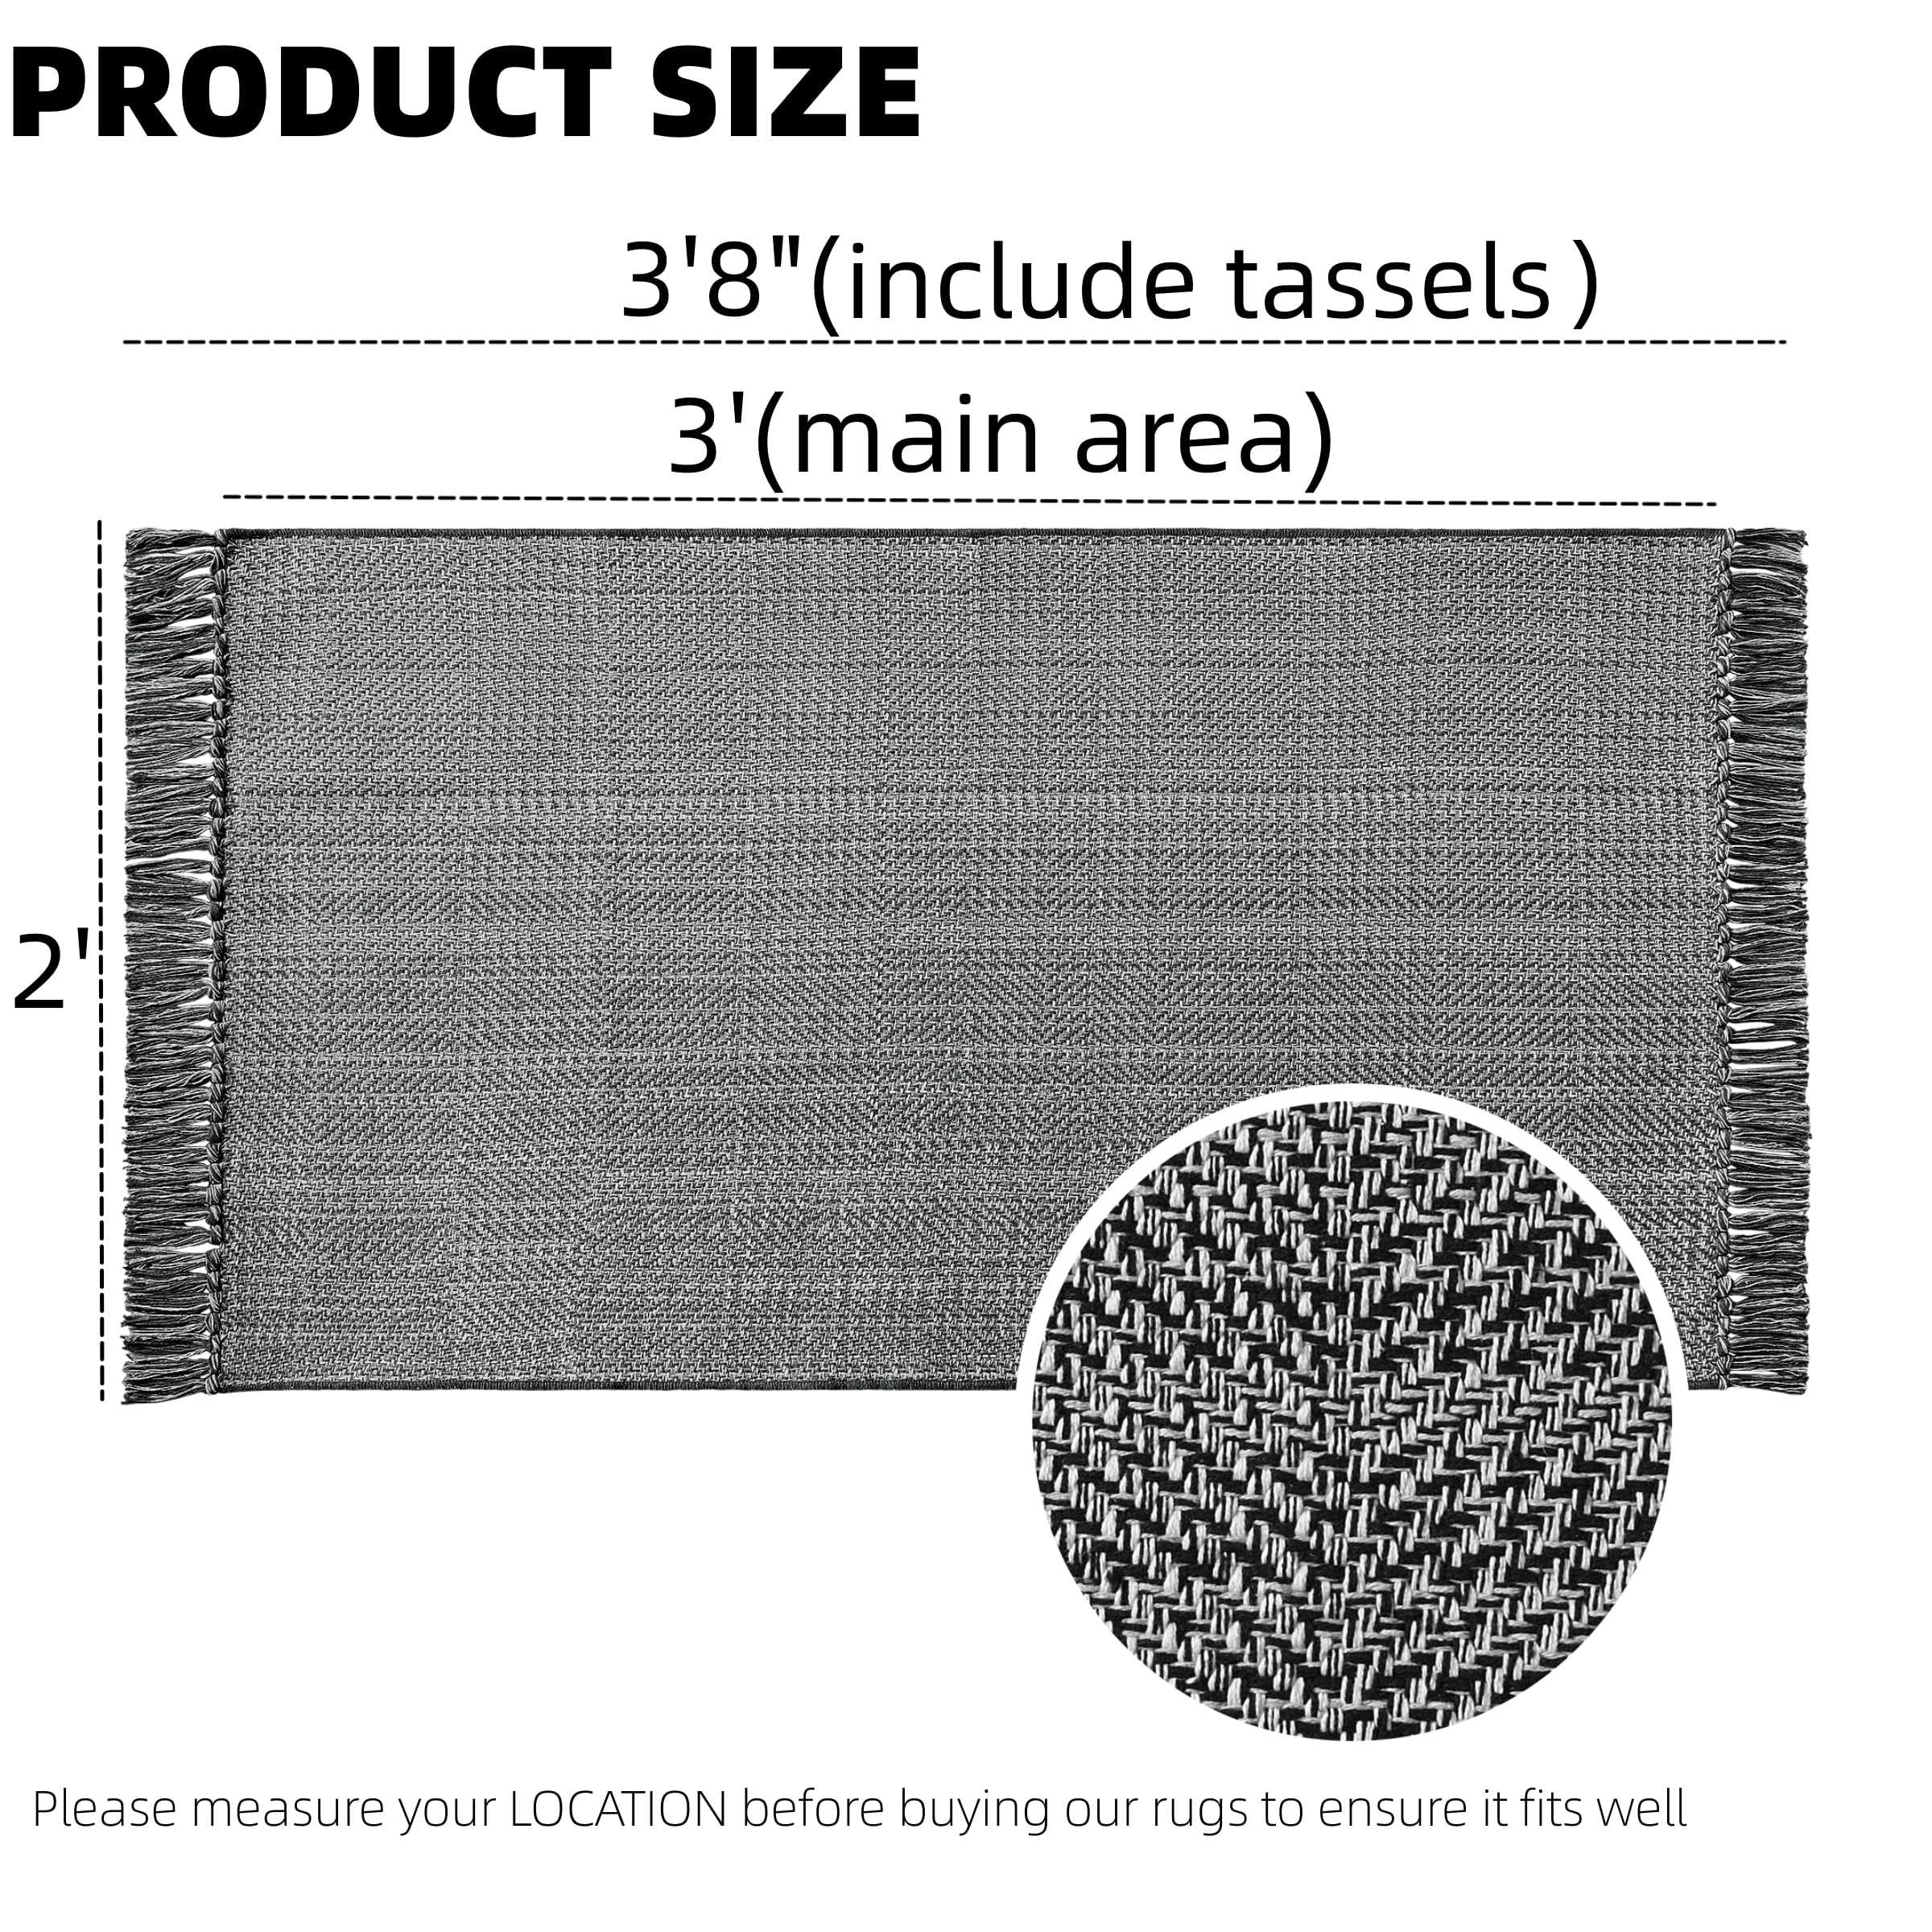 PRODUCT SIZE
3'8"(include tassels)
3'(main area)
2'
Please measure your LOCATION before buying our rugs to ensure it fits well